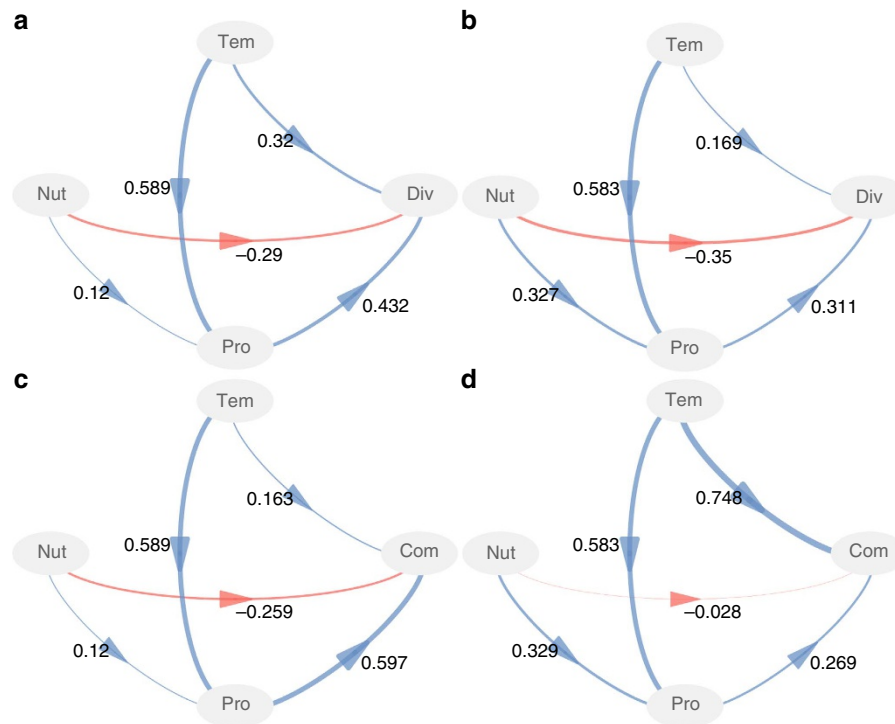 a
Tem
0.32
0.589
Nut
Div
–0.29
0.12
0.432
Pro
b
Tem
0.169
0.583
Nut
Div
–0.35
0.327
0.311
Pro
c
Tem
0.163
0.589
Nut
Com
–0.259
0.12
0.597
Pro
d
Tem
0.748
0.583
Nut
Com
–0.028
0.329
0.269
Pro